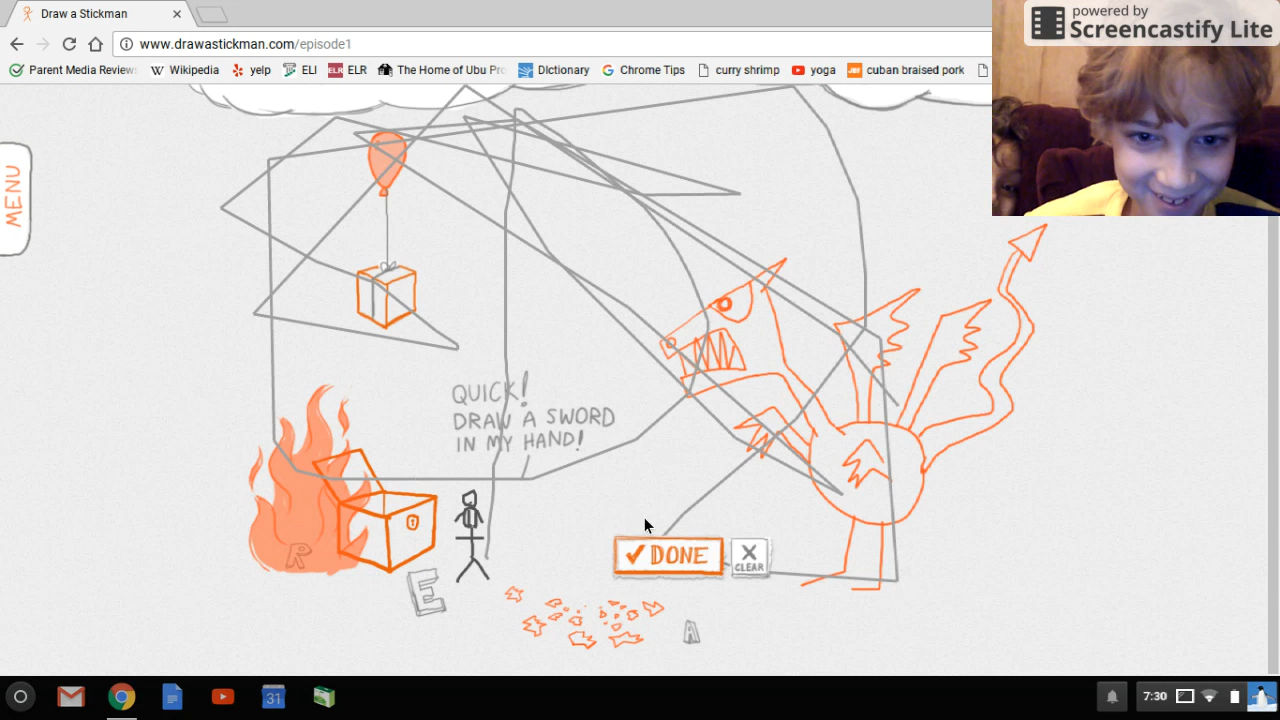 Draw a Stickman
powered by
Screencastify Lite
www.drawastickman.com/episode1
Parent Media Review
Wikipedia
yelp
ELI
ELR
The Home of Ubu Pro
Dictionary
Chrome Tips
curry shrimp
yoga
cuban braised pork
MENU
QUICK!
DRAW A SWORD
IN MY HAND!
DONE
X
CLEAR
R
E
A
31
7:30